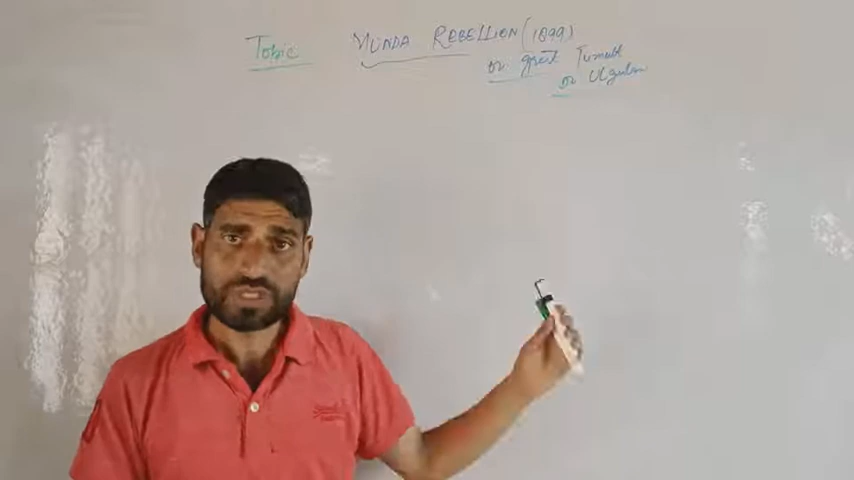 Topic MUNDA REBELLION (1899)
or great Tumult
or Ulgulan